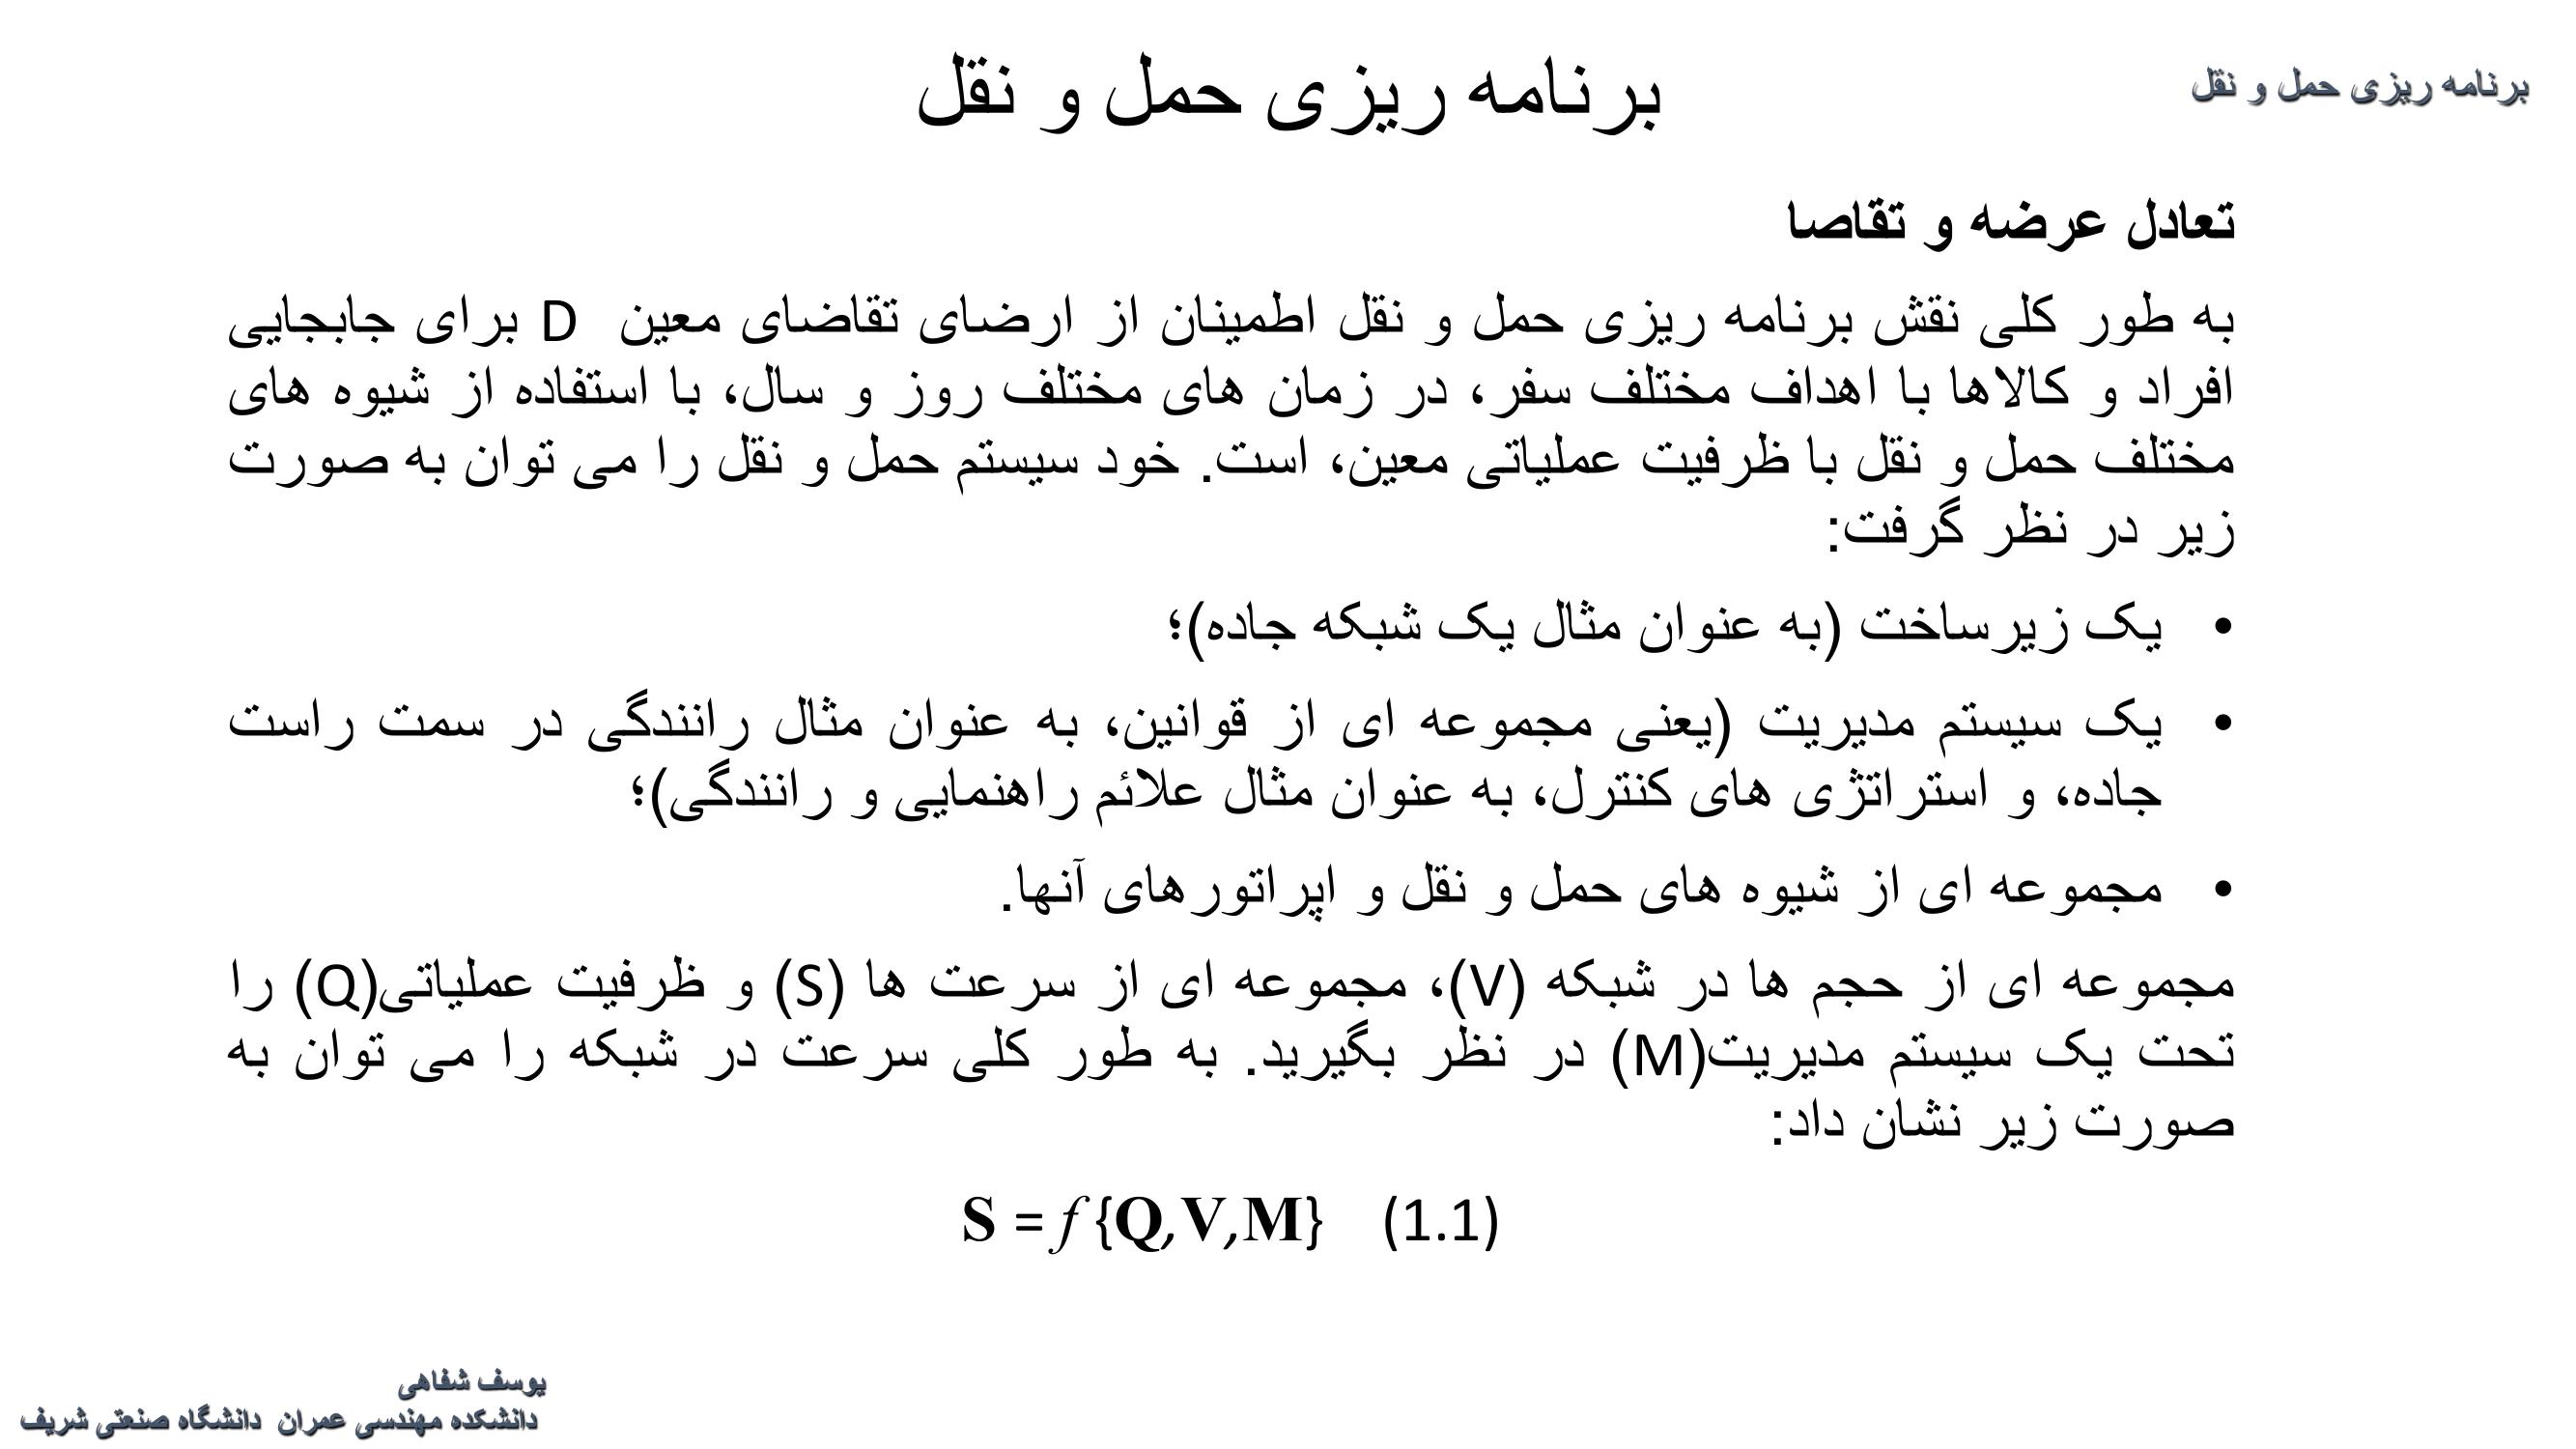 برنامه ریزی حمل و نقل
برنامه ریزی حمل و نقل
تعادل عرضه و تقاصا
به طور کلی نقش برنامه ریزی حمل و نقل اطمینان از ارضای تقاضای معین D برای جابجایی
افراد و کالاها با اهداف مختلف سفر، در زمان های مختلف روز و سال، با استفاده از شیوه های
مختلف حمل و نقل با ظرفیت عملیاتی معین، است. خود سیستم حمل و نقل را می توان به صورت
زیر در نظر گرفت:
• یک زیرساخت (به عنوان مثال یک شبکه جاده)؛
• یک سیستم مدیریت (یعنی مجموعه ای از قوانین، به عنوان مثال رانندگی در سمت راست
جاده، و استراتژی های کنترل، به عنوان مثال علائم راهنمایی و رانندگی)؛
• مجموعه ای از شیوه های حمل و نقل و اپراتورهای آنها.
مجموعه ای از حجم ها در شبکه (V)، مجموعه ای از سرعت ها (S) و ظرفیت عملیاتی(Q) را
تحت یک سیستم مدیریت(M) در نظر بگیرید. به طور کلی سرعت در شبکه را می توان به
صورت زیر نشان داد:
S = f {Q,V,M} (1.1)
یوسف شفاهی
دانشکده مهندسی عمران دانشگاه صنعتی شریف